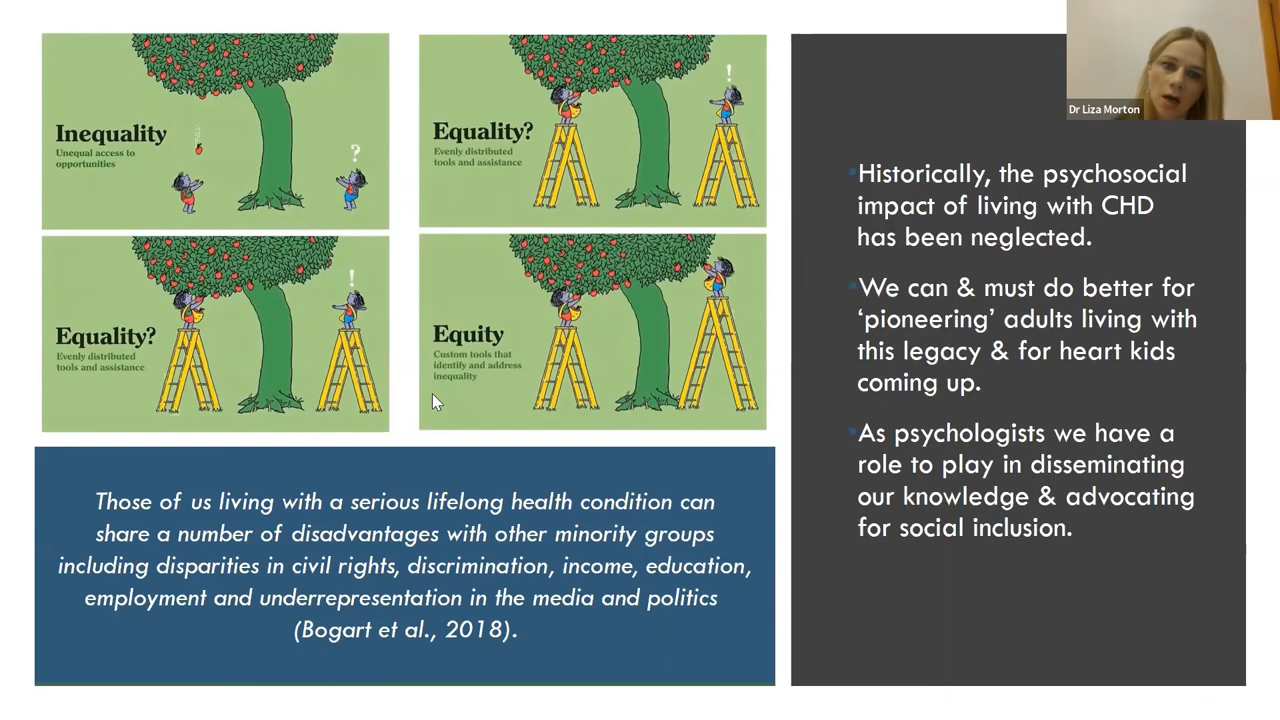 Inequality
Unequal access to
opportunities
?
Equality?
Evenly distributed
tools and assistance
!
Equality?
Evenly distributed
tools and assistance
!
Equity
Custom tools that
identify and address
inequality
Those of us living with a serious lifelong health condition can
share a number of disadvantages with other minority groups
including disparities in civil rights, discrimination, income, education,
employment and underrepresentation in the media and politics
(Bogart et al., 2018).
Dr Liza Morton
•Historically, the psychosocial
impact of living with CHD
has been neglected.
•We can & must do better for
‘pioneering’ adults living with
this legacy & for heart kids
coming up.
•As psychologists we have a
role to play in disseminating
our knowledge & advocating
for social inclusion.